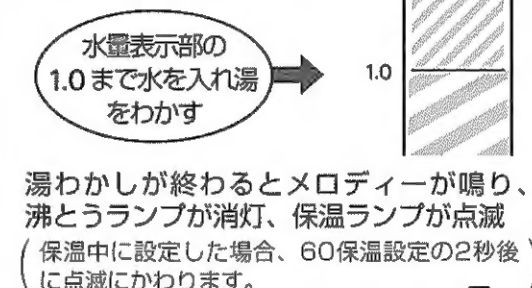 水量表示部の
1.0まで水を入れ湯
をわかす
1.0
湯わかしが終わるとメロディーが鳴り、
沸とうランプが消灯、保温ランプが点滅
(保温中に設定した場合、60保温設定の2秒後
に点滅にかわります。